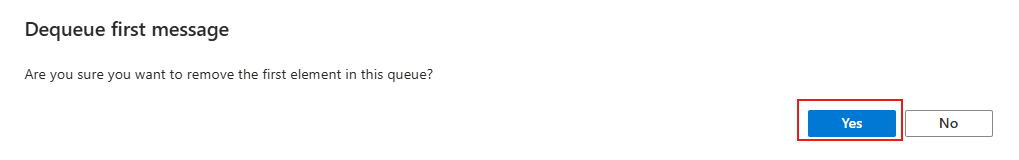 Dequeue first message
Are you sure you want to remove the first element in this queue?
Yes No